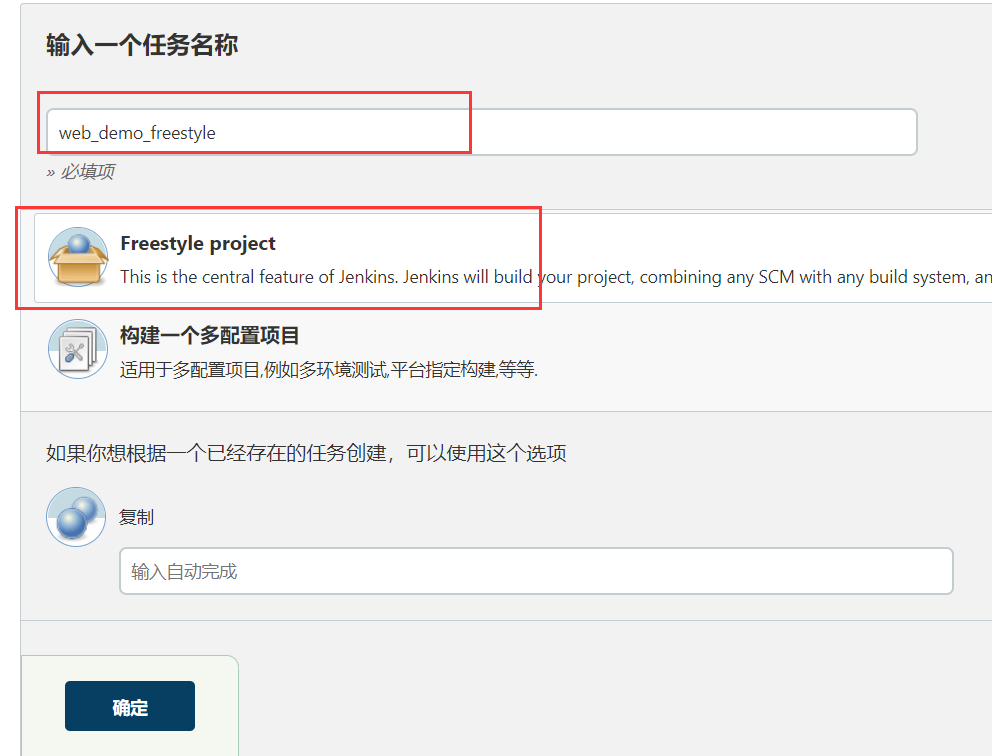 输入一个任务名称
web_demo_freestyle
» 必填项
Freestyle project
This is the central feature of Jenkins. Jenkins will build your project, combining any SCM with any build system, an
构建一个多配置项目
适用于多配置项目,例如多环境测试,平台指定构建,等等.
如果你想根据一个已经存在的任务创建，可以使用这个选项
复制
输入自动完成
确定